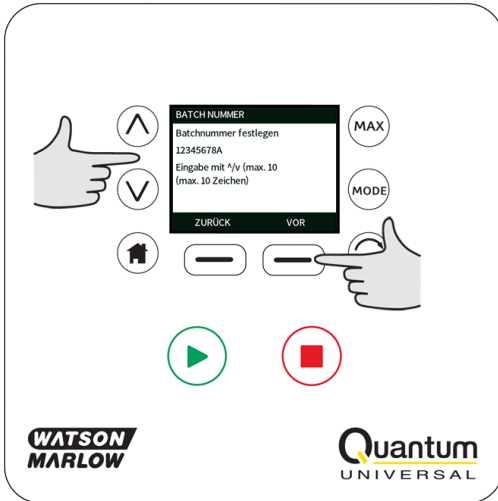 BATCH NUMMER
Batchnummer festlegen
12345678A
Eingabe mit ^/v (max. 10
(max. 10 Zeichen)
ZURÜCK VOR
MAX
MODE
WATSON
MARLOW
Quantum
UNIVERSAL